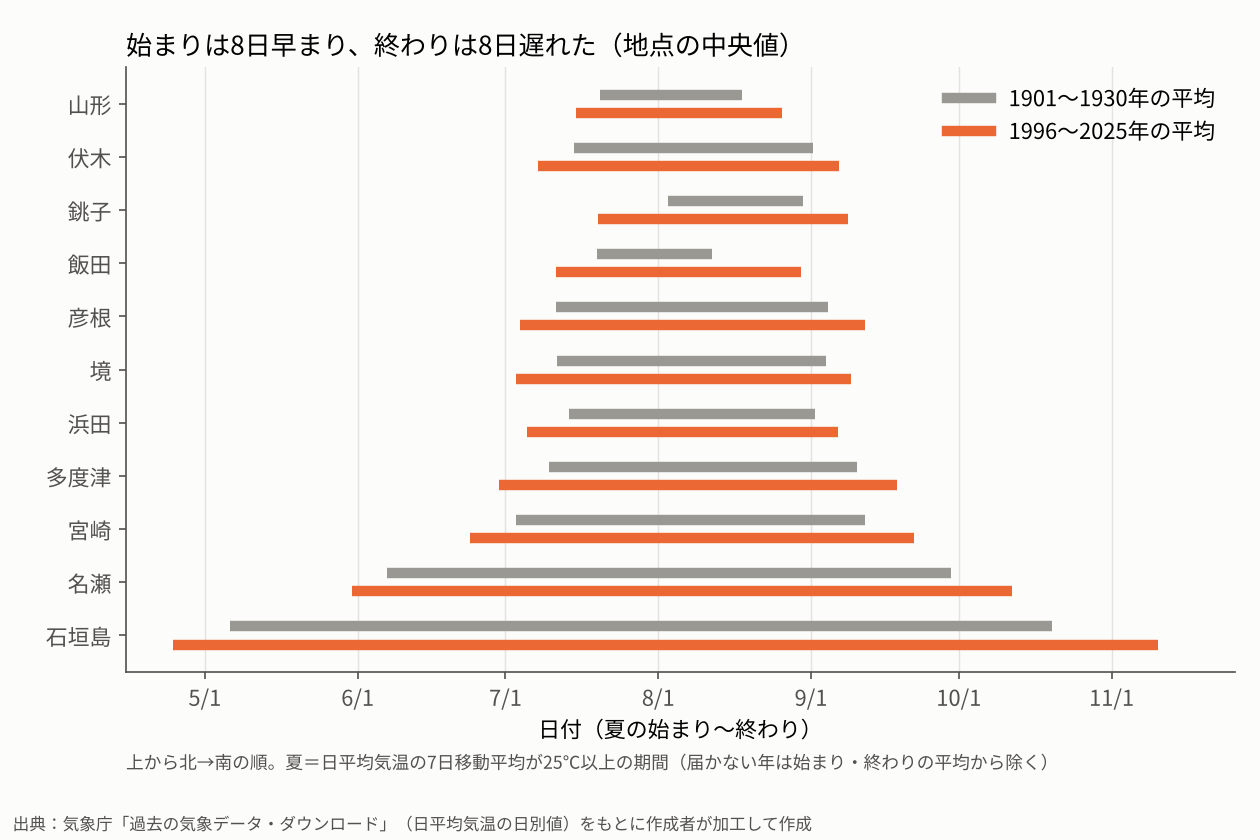 始まりは8日早まり、終わりは8日遅れた（地点の中央値）
1901～1930年の平均
1996～2025年の平均
山形
伏木
銚子
飯田
彦根
境
浜田
多度津
宮崎
名瀬
石垣島
5/1 6/1 7/1 8/1 9/1 10/1 11/1
日付（夏の始まり～終わり）
上から北→南の順。夏＝日平均気温の7日移動平均が25℃以上の期間（届かない年は始まり・終わりの平均から除く）
出典：気象庁「過去の気象データ・ダウンロード」（日平均気温の日別値）をもとに作成者が加工して作成